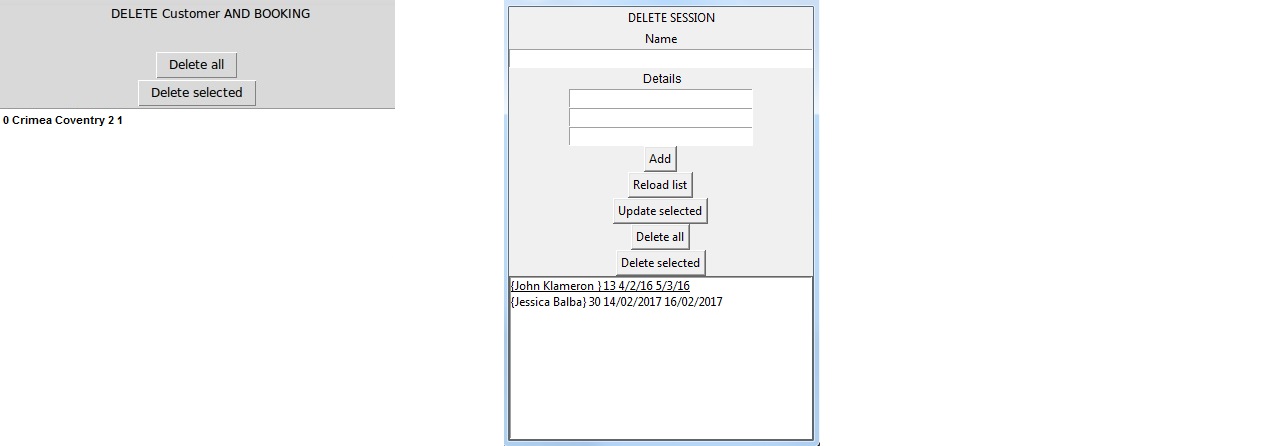 DELETE Customer AND BOOKING
Delete all
Delete selected
0 Crimea Coventry 2 1
DELETE SESSION
Name
Details
Add
Reload list
Update selected
Delete all
Delete selected
{John Klameron } 13 4/2/16 5/3/16
{Jessica Balba} 30 14/02/2017 16/02/2017